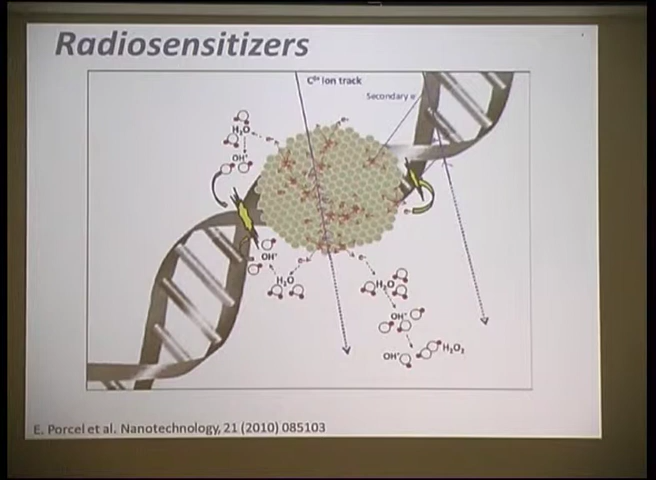 Radiosensitizers
C⁶⁺ Ion track
Secondary e⁻
e⁻
H₂O
e⁻
OH•
OH•
e⁻
e⁻
H₂O
H₂O
OH•
OH•
H₂O₂
E. Porcel et al. Nanotechnology, 21 (2010) 085103